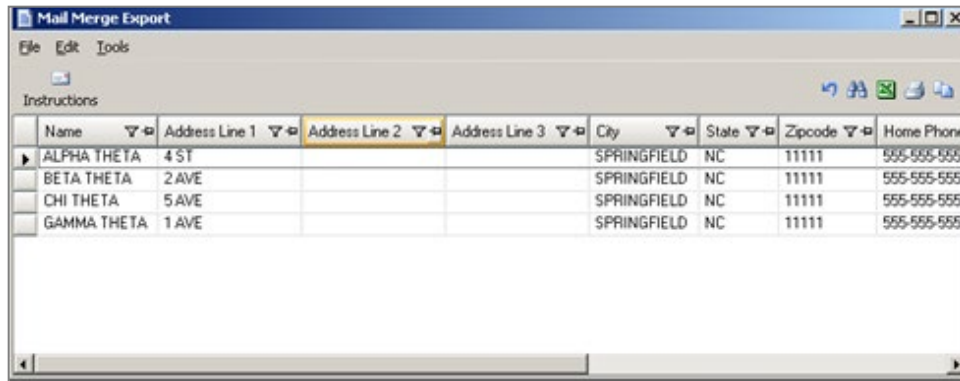 Mail Merge Export
File Edit Tools
Instructions
Name Address Line 1 Address Line 2 Address Line 3 City State Zipcode Home Phone
ALPHA THETA 4 ST SPRINGFIELD NC 11111 555-555-555
BETA THETA 2 AVE SPRINGFIELD NC 11111 555-555-555
CHI THETA 5 AVE SPRINGFIELD NC 11111 555-555-555
GAMMA THETA 1 AVE SPRINGFIELD NC 11111 555-555-555